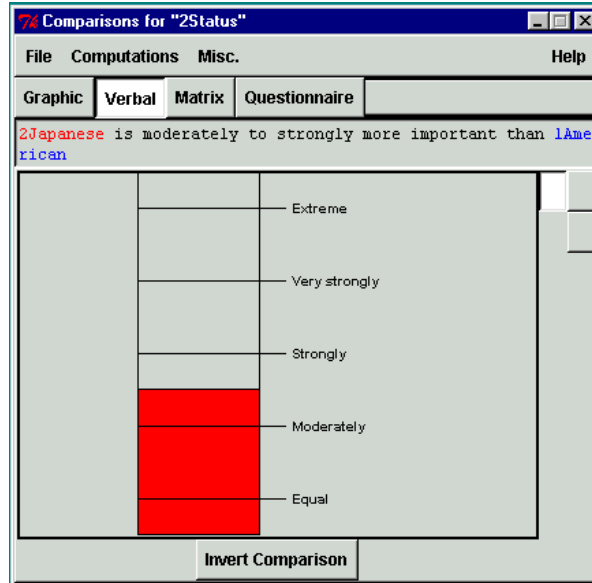 Comparisons for "2Status"
File Computations Misc. Help
Graphic Verbal Matrix Questionnaire
2Japanese is moderately to strongly more important than 1Ame
rican
Extreme
Very strongly
Strongly
Moderately
Equal
Invert Comparison